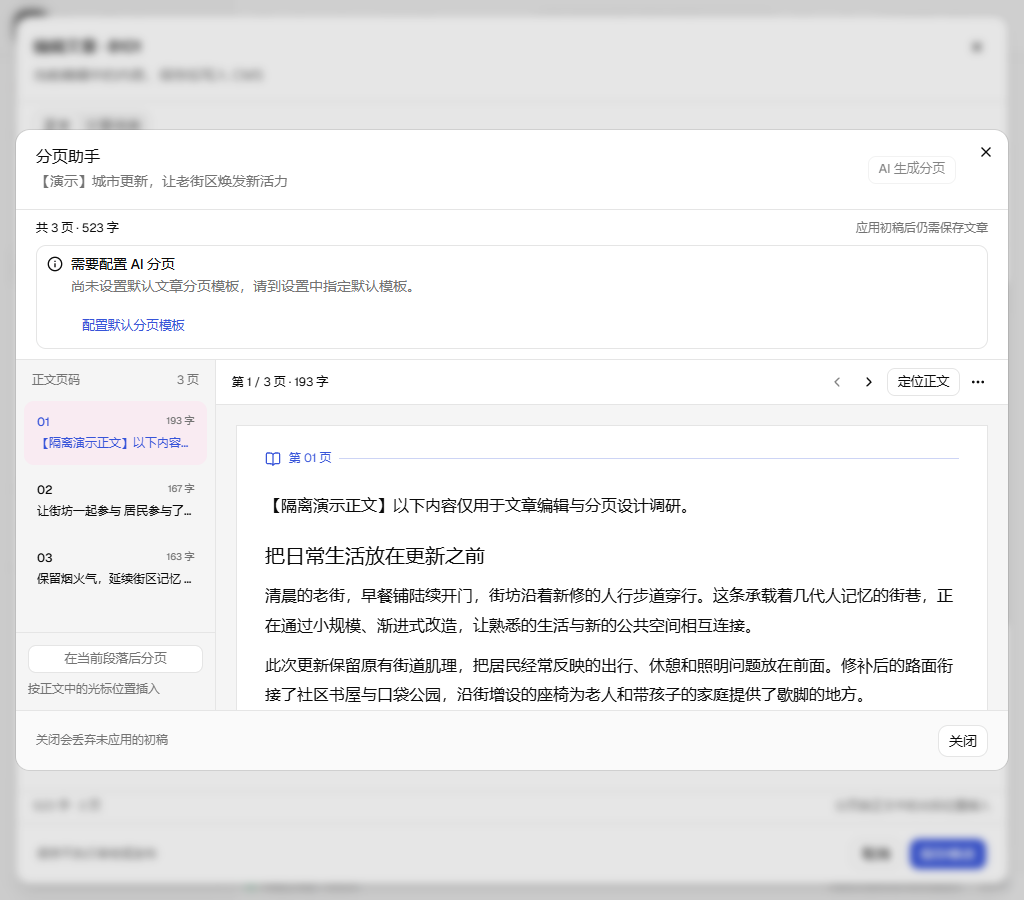 分页助手
【演示】城市更新，让老街区焕发新活力
AI 生成分页
共 3 页 · 523 字
应用初稿后仍需保存文章
需要配置 AI 分页
尚未设置默认文章分页模板，请到设置中指定默认模板。
配置默认分页模板
正文页码
3 页
01
193 字
【隔离演示正文】以下内容...
02
167 字
让街坊一起参与 居民参与了...
03
163 字
保留烟火气，延续街区记忆 ...
在当前段落后分页
按正文中的光标位置插入
第 1 / 3 页 · 193 字
定位正文
第 01 页
【隔离演示正文】以下内容仅用于文章编辑与分页设计调研。
把日常生活放在更新之前
清晨的老街，早餐铺陆续开门，街坊沿着新修的人行步道穿行。这条承载着几代人记忆的街巷，正
在通过小规模、渐进式改造，让熟悉的生活与新的公共空间相互连接。
此次更新保留原有街道肌理，把居民经常反映的出行、休憩和照明问题放在前面。修补后的路面衔
接了社区书屋与口袋公园，沿街增设的座椅为老人和带孩子的家庭提供了歇脚的地方。
关闭会丢弃未应用的初稿
关闭